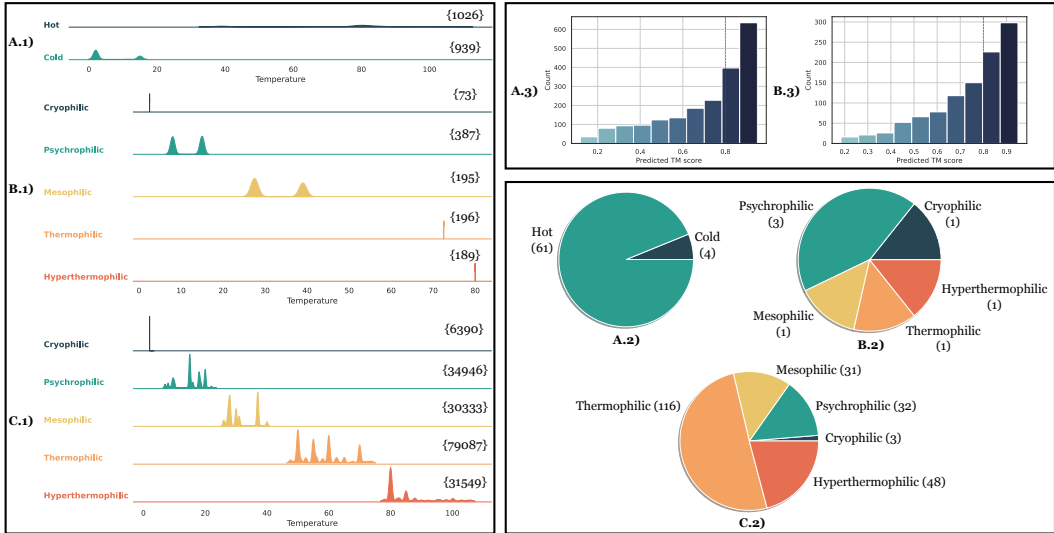 A.1)
Hot
{1026}
Cold
{939}
0 20 40 60 80 100
Temperature
B.1)
Cryophilic
{73}
Psychrophilic
{387}
Mesophilic
{195}
Thermophilic
{196}
Hyperthermophilic
{189}
0 10 20 30 40 50 60 70 80
Temperature
C.1)
Cryophilic
{6390}
Psychrophilic
{34946}
Mesophilic
{30333}
Thermophilic
{79087}
Hyperthermophilic
{31549}
0 20 40 60 80 100
Temperature
A.3)
Count
600
500
400
300
200
100
0
0.2 0.4 0.6 0.8
Predicted TM score
B.3)
Count
300
250
200
150
100
50
0
0.2 0.3 0.4 0.5 0.6 0.7 0.8 0.9
Predicted TM score
Hot
(61)
Cold
(4)
A.2)
Psychrophilic
(3)
Cryophilic
(1)
Hyperthermophilic
(1)
Mesophilic
(1)
Thermophilic
(1)
B.2)
Mesophilic (31)
Thermophilic (116)
Psychrophilic (32)
Cryophilic (3)
Hyperthermophilic (48)
C.2)